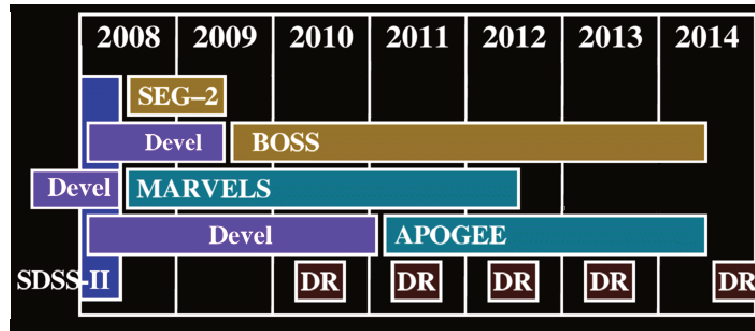 2008 2009 2010 2011 2012 2013 2014
SEG–2
Devel BOSS
Devel MARVELS
Devel APOGEE
SDSS-II DR DR DR DR DR